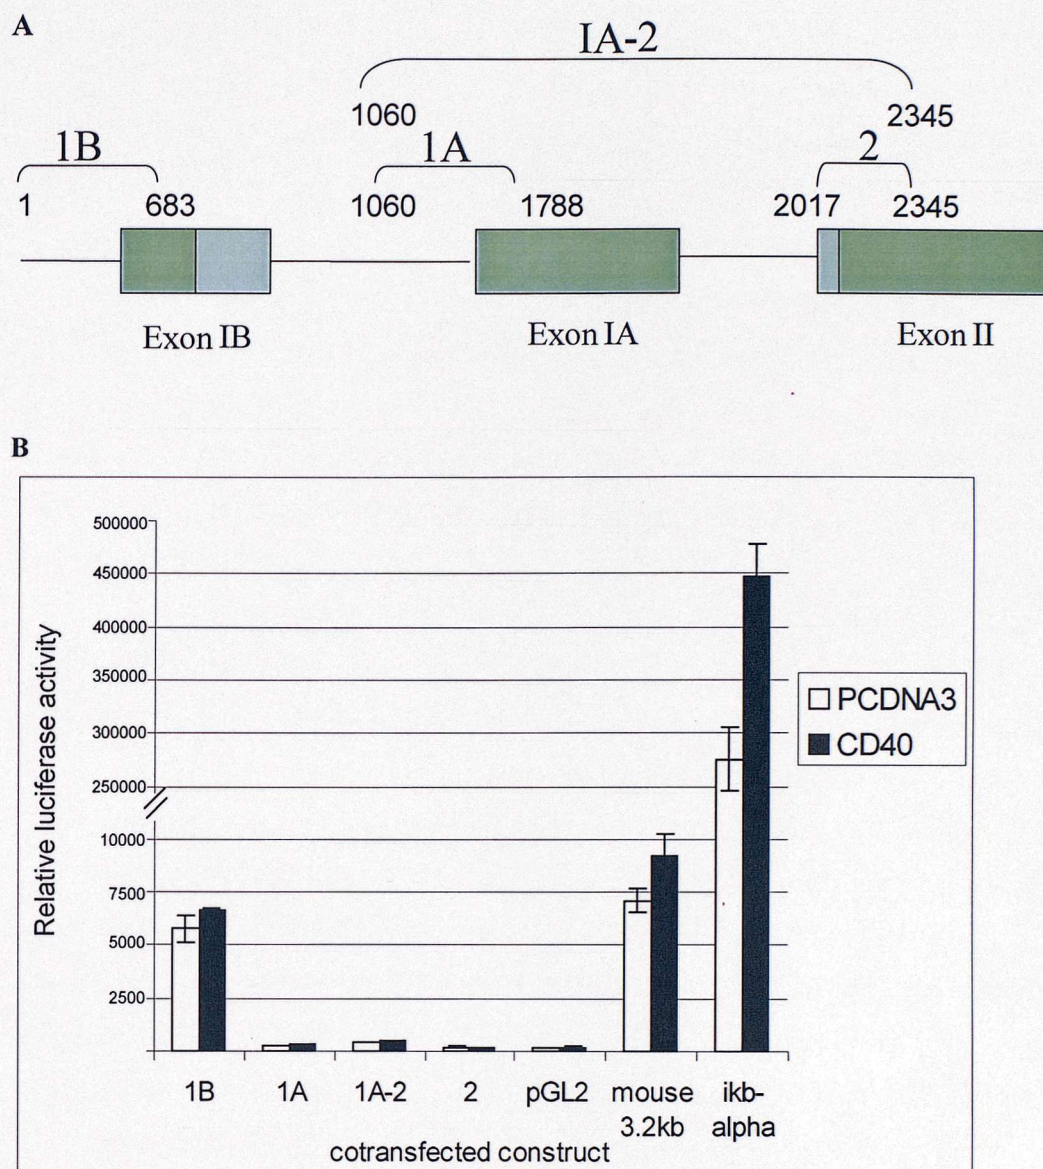 A
IA-2
1060 2345
1B 1A 2
1 683 1060 1788 2017 2345
Exon IB Exon IA Exon II
B
500000
450000
400000
350000
300000
250000
10000
7500
5000
2500
Relative luciferase activity
PCDNA3
CD40
1B 1A 1A-2 2 pGL2 mouse ikb-
3.2kb alpha
cotransfected construct